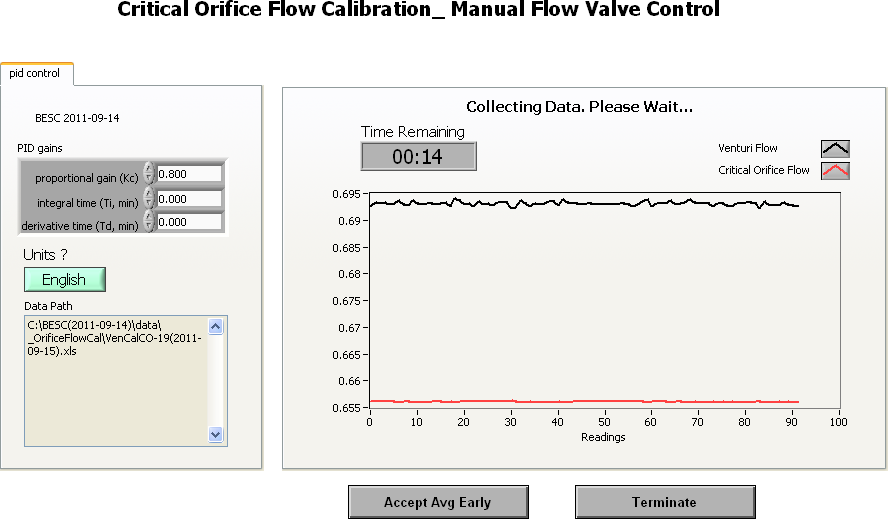 Critical Orifice Flow Calibration_ Manual Flow Valve Control
pid control
BESC 2011-09-14
PID gains
proportional gain (Kc) 0.800
integral time (Ti, min) 0.000
derivative time (Td, min) 0.000
Units ?
English
Data Path
C:\BESC(2011-09-14)\data\
_OrificeFlowCal\VenCalCO-19(2011-
09-15).xls
Collecting Data. Please Wait...
Time Remaining
00:14
Venturi Flow
Critical Orifice Flow
0.695
0.69
0.685
0.68
0.675
0.67
0.665
0.66
0.655
0 10 20 30 40 50 60 70 80 90 100
Readings
Accept Avg Early
Terminate